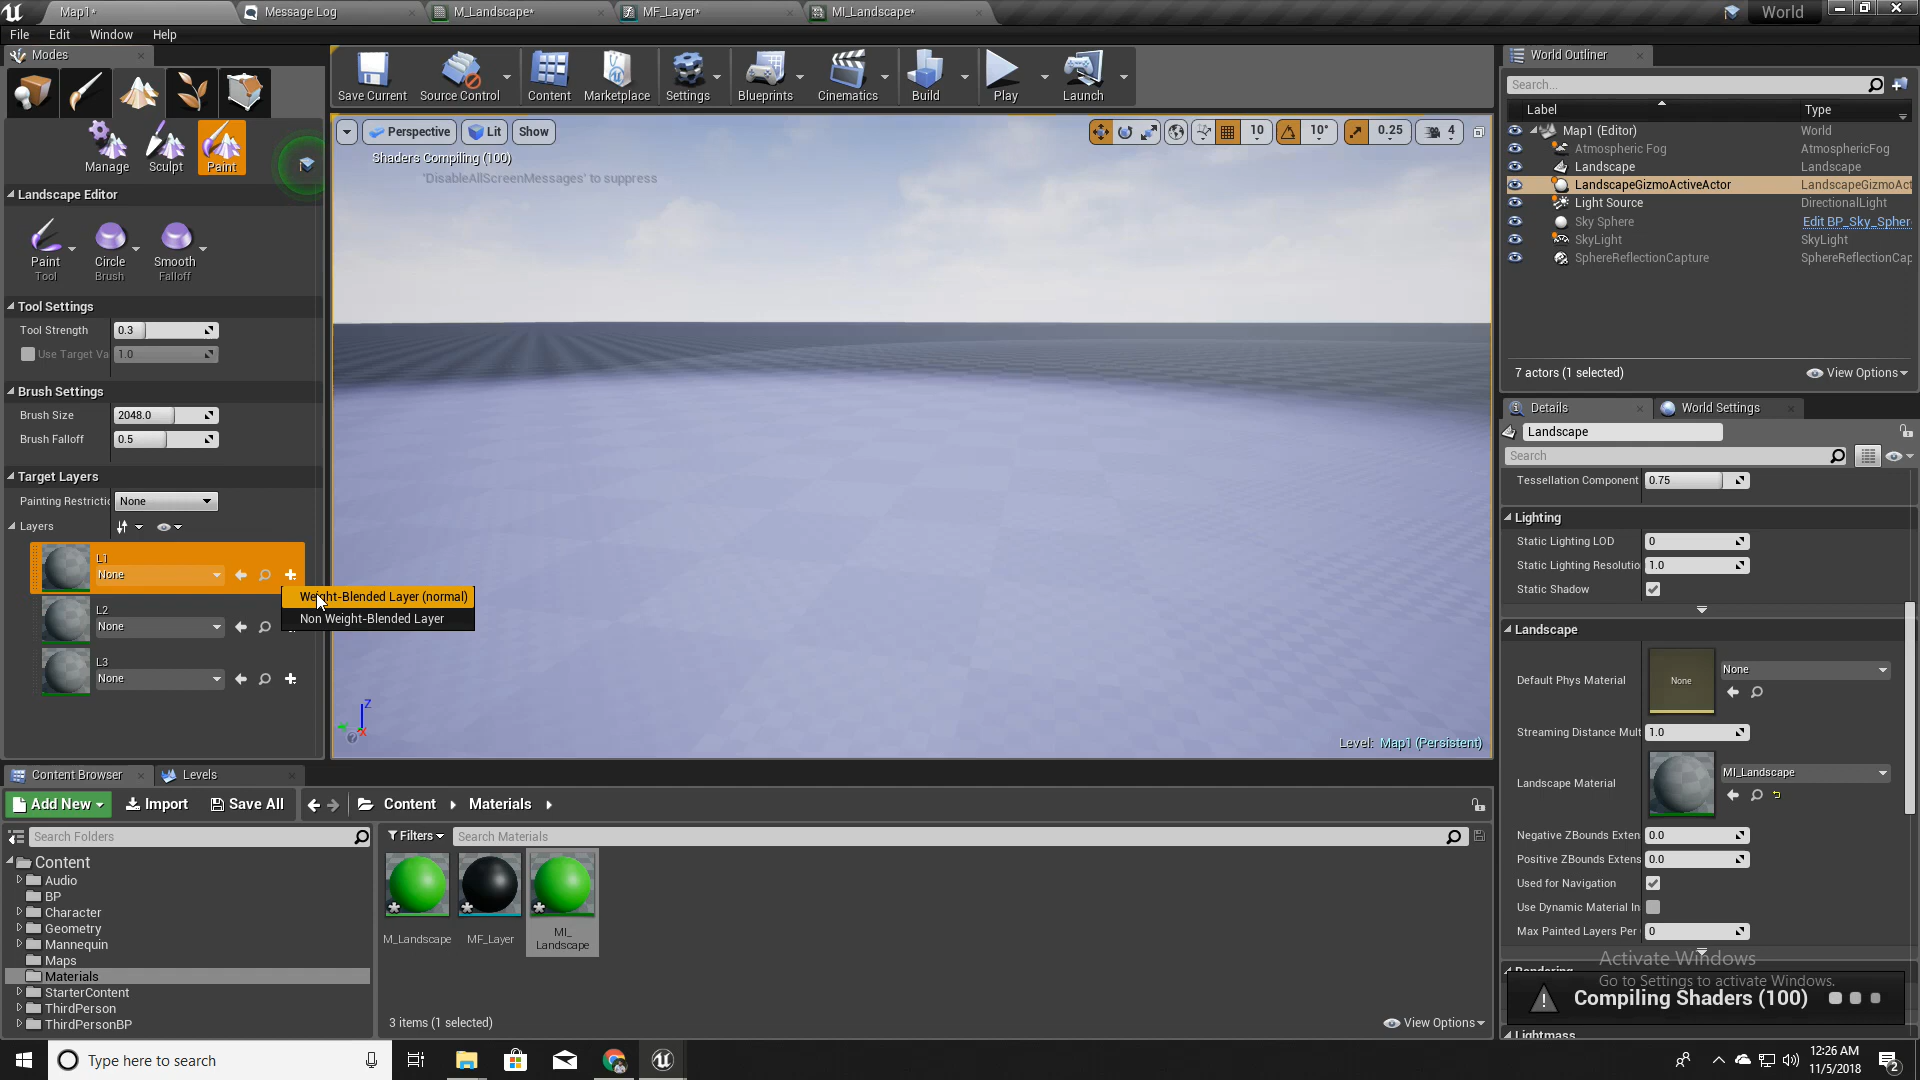 Map1*
Message Log
M_Landscape*
MF_Layer*
MI_Landscape*
World
File Edit Window Help
Modes
Manage Sculpt Paint
Landscape Editor
Paint Circle Smooth
Tool Brush Falloff
Tool Settings
Tool Strength 0.3
Use Target Va 1.0
Brush Settings
Brush Size 2048.0
Brush Falloff 0.5
Target Layers
Painting Restrictio None
Layers
L1
None
L2
None
L3
None
Weight-Blended Layer (normal)
Non Weight-Blended Layer
Save Current Source Control Content Marketplace Settings Blueprints Cinematics Build Play Launch
Perspective Lit Show
10 10° 0.25 4
Shaders Compiling (100)
'DisableAllScreenMessages' to suppress
Z
X
Level: Map1 (Persistent)
World Outliner
Search...
Label Type
Map1 (Editor) World
Atmospheric Fog AtmosphericFog
Landscape Landscape
LandscapeGizmoActiveActor LandscapeGizmoAct
Light Source DirectionalLight
Sky Sphere Edit BP_Sky_Spher
SkyLight SkyLight
SphereReflectionCapture SphereReflectionCap
7 actors (1 selected) View Options
Details World Settings
Landscape
Search
Tessellation Component 0.75
Lighting
Static Lighting LOD 0
Static Lighting Resolutio 1.0
Static Shadow
Landscape
Default Phys Material None None
Streaming Distance Mult 1.0
Landscape Material MI_Landscape
Negative ZBounds Exten 0.0
Positive ZBounds Extens 0.0
Used for Navigation
Use Dynamic Material In
Max Painted Layers Per 0
Rendering
Activate Windows
Go to Settings to activate Windows.
Compiling Shaders (100)
Lightmass
Content Browser Levels
Add New Import Save All Content Materials
Search Folders
Filters Search Materials
Content
Audio
BP
Character
Geometry
Mannequin
Maps
Materials
StarterContent
ThirdPerson
ThirdPersonBP
M_Landscape MF_Layer MI_
Landscape
3 items (1 selected) View Options
Type here to search
12:26 AM
11/5/2018
2